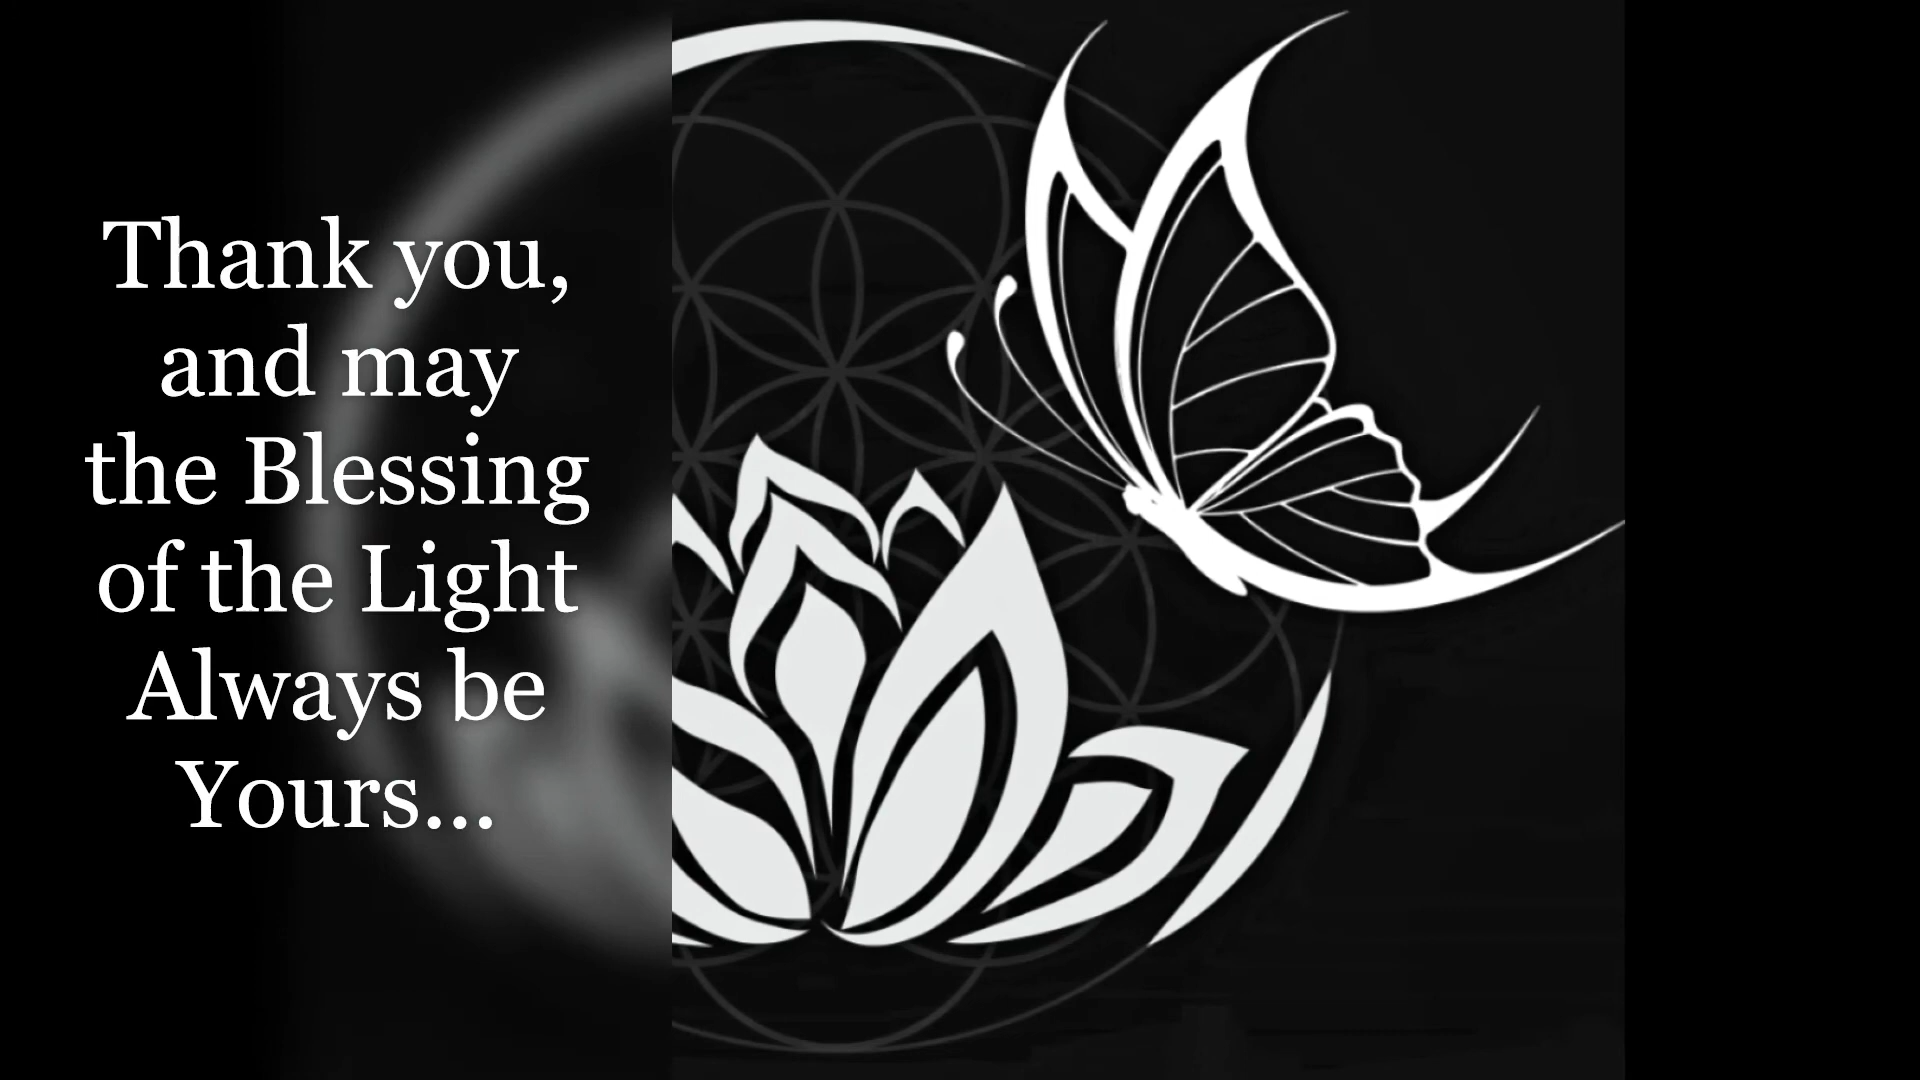 Thank you,
and may
the Blessing
of the Light
Always be
Yours...